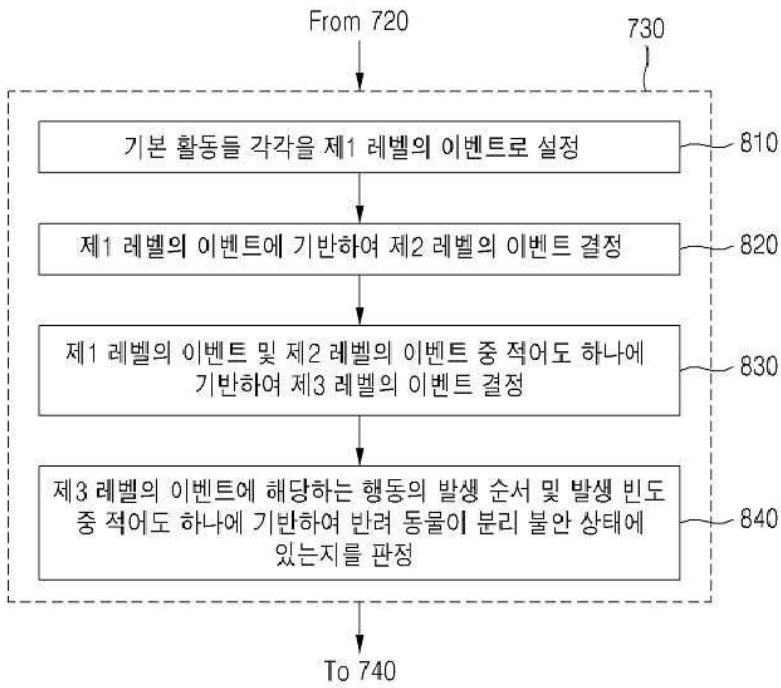 From 720
730
기본 활동들 각각을 제1 레벨의 이벤트로 설정
810
제1 레벨의 이벤트에 기반하여 제2 레벨의 이벤트 결정
820
제1 레벨의 이벤트 및 제2 레벨의 이벤트 중 적어도 하나에
기반하여 제3 레벨의 이벤트 결정
830
제3 레벨의 이벤트에 해당하는 행동의 발생 순서 및 발생 빈도
중 적어도 하나에 기반하여 반려 동물이 분리 불안 상태에
있는지를 판정
840
To 740